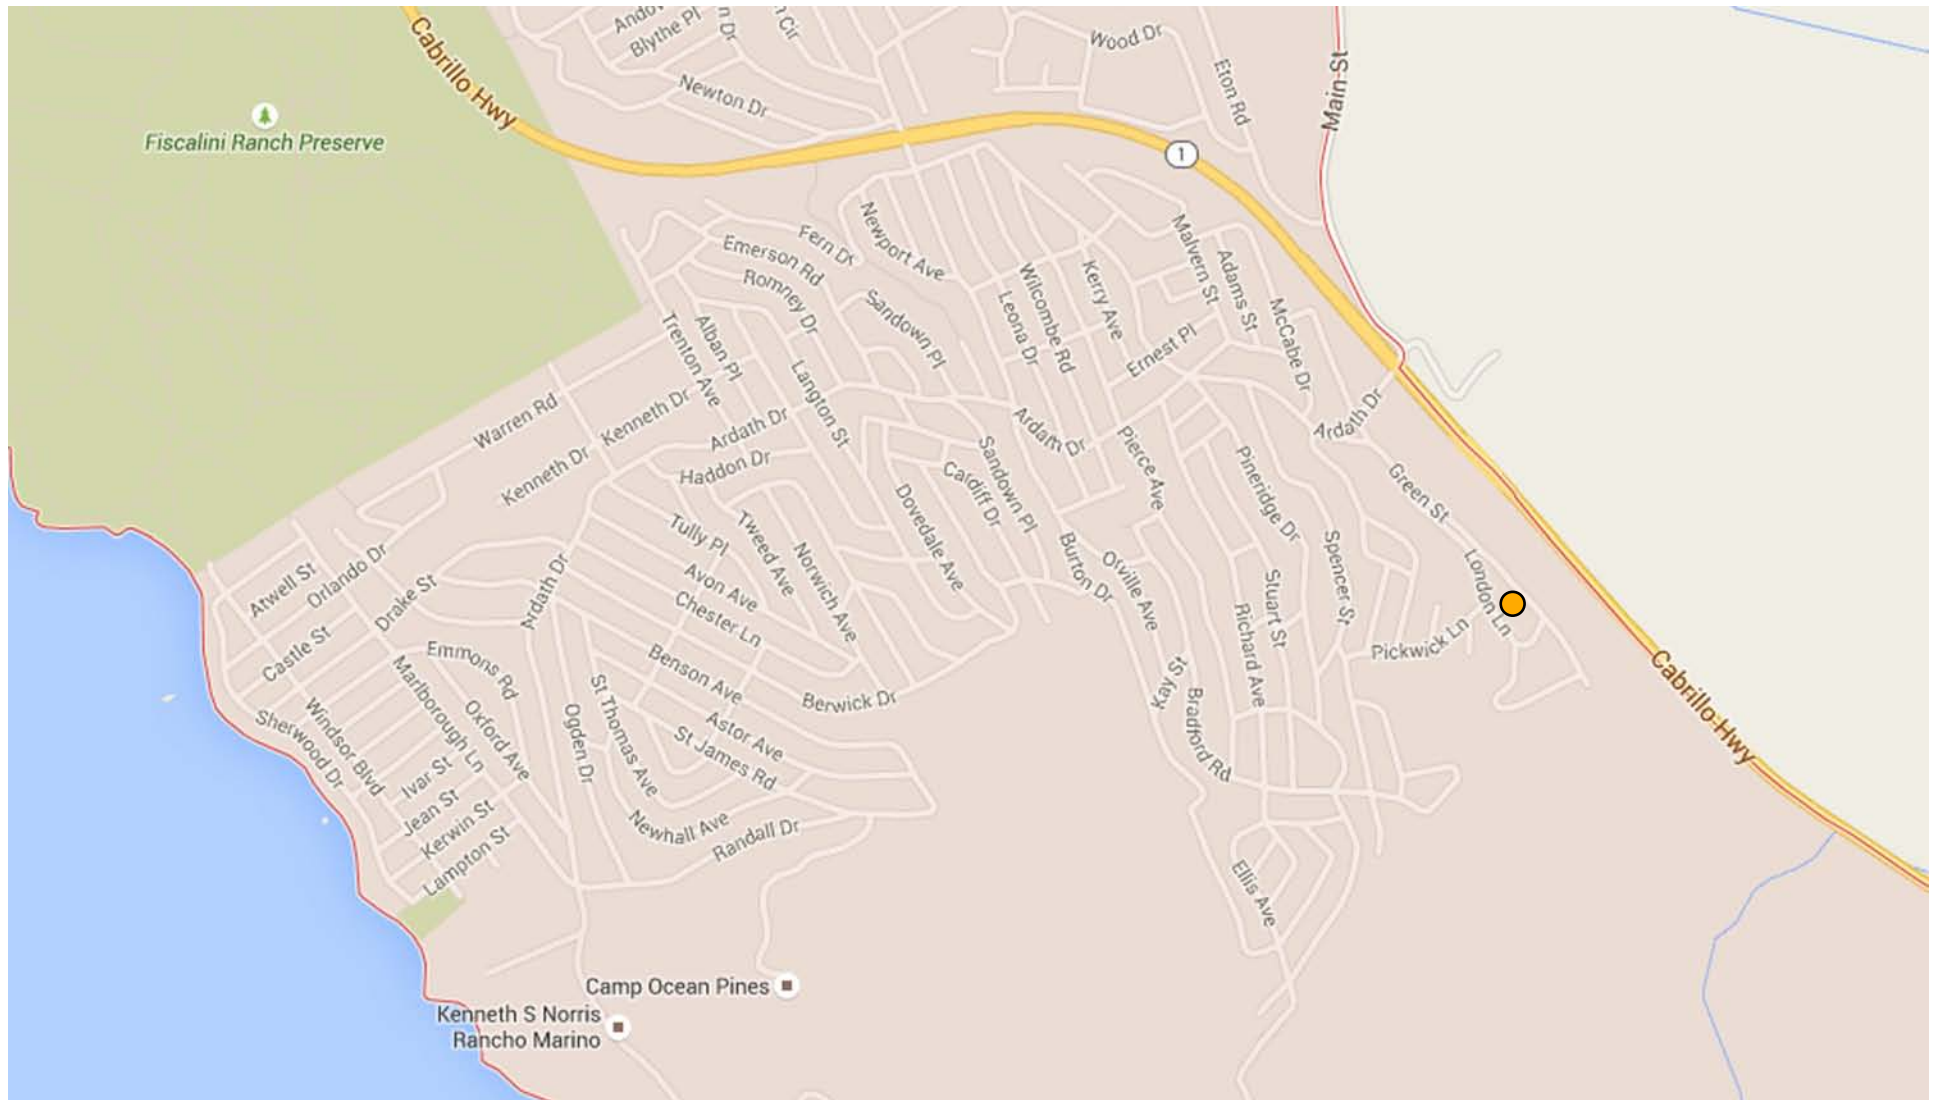 Blythe Pl
Wood Dr
Cabrillo Hwy
Newton Dr
Eton Rd
Main St
Fiscalini Ranch Preserve
1
Fern Dr
Newport Ave
Malvern St
Emerson Rd
Adams St
Romney Dr
Wilcombe Rd
Kerry Ave
Leona Dr
Sandown Pl
McCabe Dr
Trenton Ave
Alban Pl
Ernest Pl
Langton St
Warren Rd
Kenneth Dr
Ardath Dr
Ardath Dr
Ardath Dr
Haddon Dr
Kenneth Dr
Pierce Ave
Sandown Pl
Cardiff Dr
Pineridge Dr
Green St
Dovedale Ave
Tully Pl
Tweed Ave
Norwich Ave
Burton Dr
Orville Ave
Spencer St
London Ln
Atwell St
Orlando Dr
Drake St
Ardath Dr
Avon Ave
Chester Ln
Stuart St
Richard Ave
Pickwick Ln
Castle St
Emmons Rd
Benson Ave
Kay St
Berwick Dr
Cabrillo Hwy
Marlborough Ln
St Thomas Ave
Bradford Rd
Windsor Blvd
Sherwood Dr
Oxford Ave
Ogden Dr
Astor Ave
St James Rd
Ivar St
Jean St
Kerwin St
Lampton St
Newhall Ave
Randall Dr
Ellis Ave
Camp Ocean Pines
Kenneth S Norris
Rancho Marino